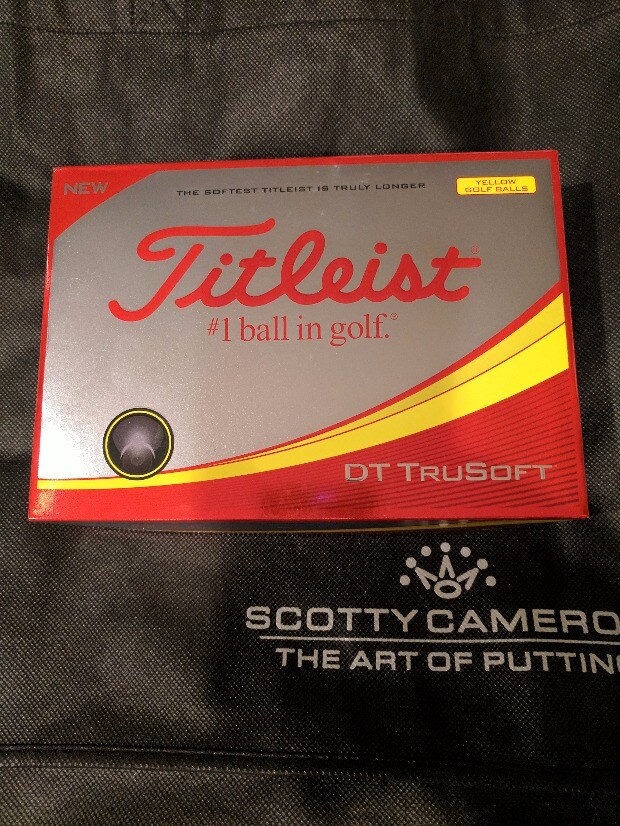 NEW
THE SOFTEST TITLEIST IS TRULY LONGER
YELLOW
GOLF BALLS
Titleist®
#1 ball in golf.®
DT TRUSOFT
SCOTTY CAMERO
THE ART OF PUTTIN